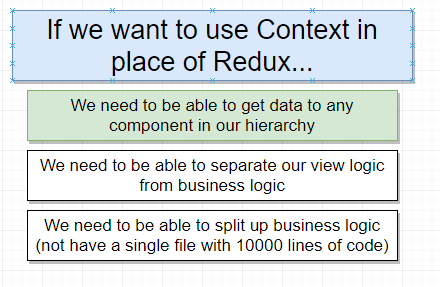 If we want to use Context in
place of Redux...
We need to be able to get data to any
component in our hierarchy
We need to be able to separate our view logic
from business logic
We need to be able to split up business logic
(not have a single file with 10000 lines of code)